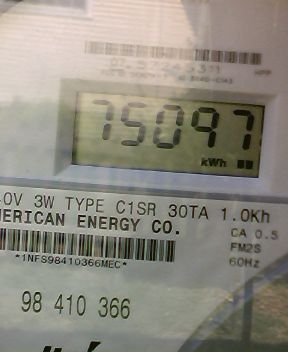 75097
kWh
0V 3W TYPE C1SR 30TA 1.0Kh
ERICAN ENERGY CO.
CA 0.5
FM2S
60Hz
*1NFS98410366MEC*
98 410 366